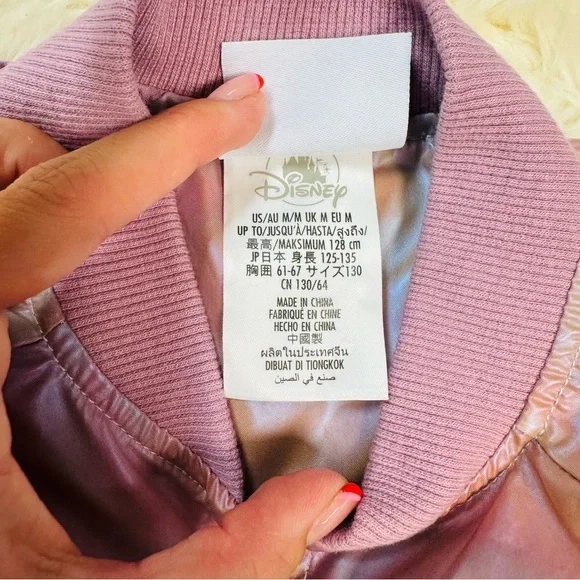 Disney
US/AU M/M UK M EU M
UP TO/JUSQU'À/HASTA/สูงถึง/
最高/MAKSIMUM 128 cm
JP日本 身長 125-135
胸囲 61-67 サイズ130
CN 130/64
MADE IN CHINA
FABRIQUÉ EN CHINE
HECHO EN CHINA
中國製
ผลิตในประเทศจีน
DIBUAT DI TIONGKOK
صنع في الصين